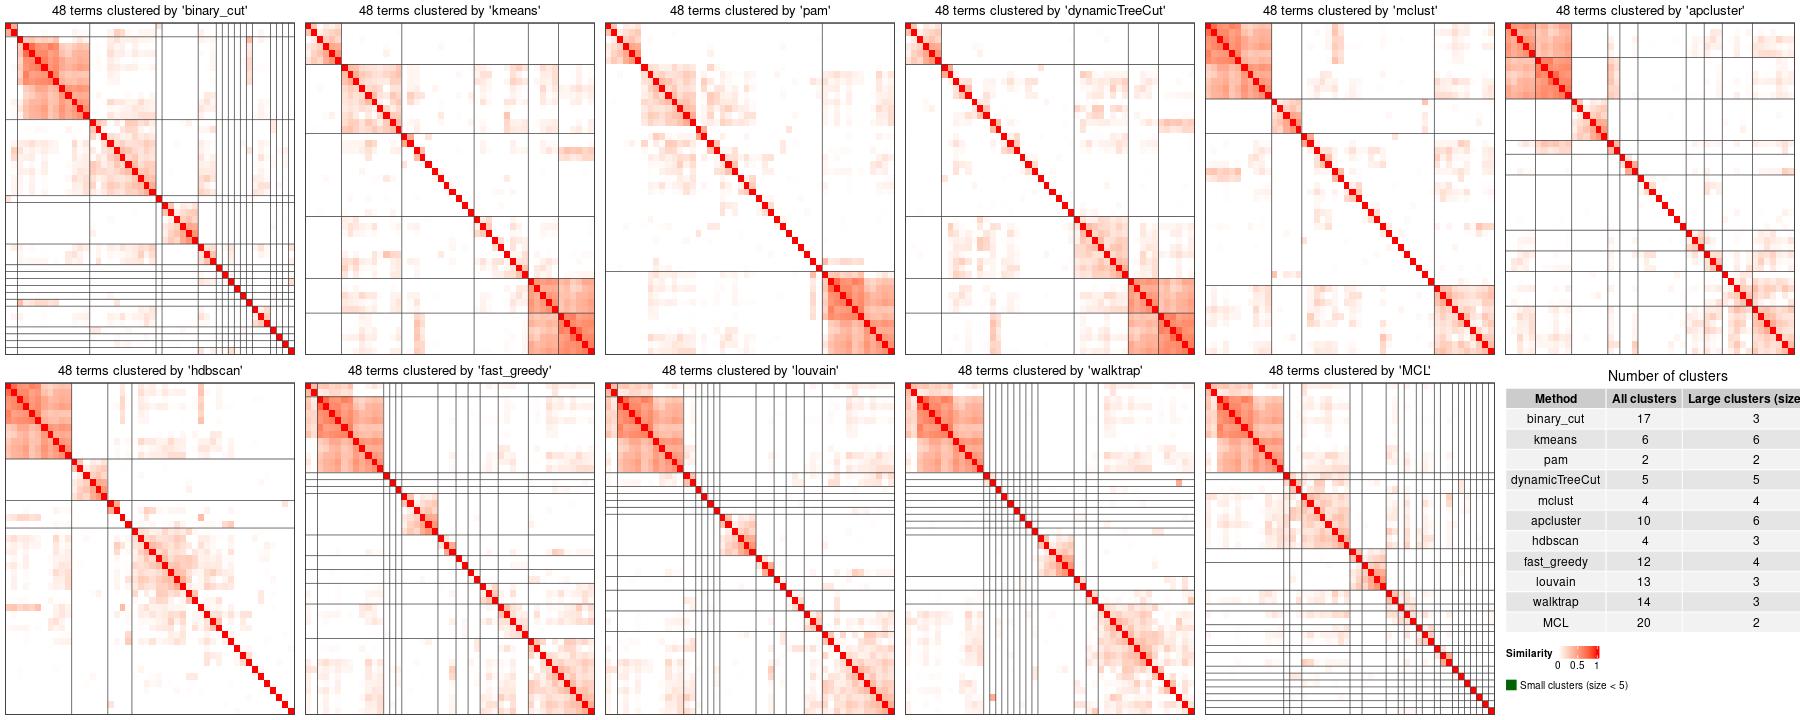 48 terms clustered by 'binary_cut'
48 terms clustered by 'kmeans'
48 terms clustered by 'pam'
48 terms clustered by 'dynamicTreeCut'
48 terms clustered by 'mclust'
48 terms clustered by 'apcluster'
48 terms clustered by 'hdbscan'
48 terms clustered by 'fast_greedy'
48 terms clustered by 'louvain'
48 terms clustered by 'walktrap'
48 terms clustered by 'MCL'
Number of clusters
Method All clusters Large clusters (size
binary_cut 17 3
kmeans 6 6
pam 2 2
dynamicTreeCut 5 5
mclust 4 4
apcluster 10 6
hdbscan 4 3
fast_greedy 12 4
louvain 13 3
walktrap 14 3
MCL 20 2
Similarity
0 0.5 1
Small clusters (size < 5)